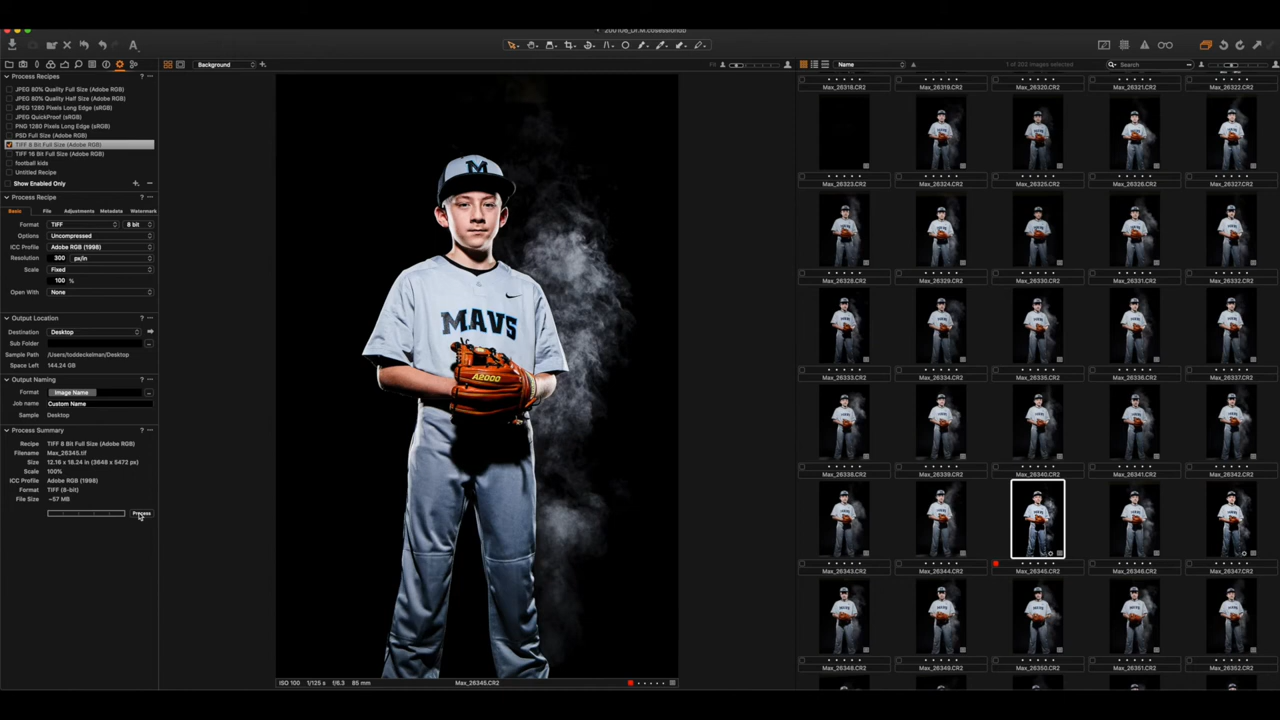 Background
Fit
Name
1 of 203 images selected
Search
Process Recipes
JPEG 80% Quality Full Size (Adobe RGB)
JPEG 80% Quality Half Size (Adobe RGB)
JPEG 1280 Pixels Long Edge (sRGB)
JPEG QuickProof (sRGB)
PNG 1280 Pixels Long Edge (sRGB)
PSD Full Size (Adobe RGB)
TIFF 8 Bit Full Size (Adobe RGB)
TIFF 16 Bit Full Size (Adobe RGB)
football kids
Untitled Recipe
Show Enabled Only
Process Recipe
Basic File Adjustments Metadata Watermark
Format TIFF 8 bit
Options Uncompressed
ICC Profile Adobe RGB (1998)
Resolution 300 px/in
Scale Fixed
100 %
Open With None
Output Location
Destination Desktop
Sub Folder
Sample Path /Users/toddeckelman/Desktop
Space Left 144.24 GB
Output Naming
Format Image Name
Job name Custom Name
Sample Desktop
Process Summary
Recipe TIFF 8 Bit Full Size (Adobe RGB)
Filename Max_26345.tif
Size 12.16 x 18.24 in (3648 x 5472 px)
Scale 100%
ICC Profile Adobe RGB (1998)
Format TIFF (8-bit)
File Size ~57 MB
Process
M
MAVS
A2000
ISO 100 1/125 s f/6.3 85 mm Max_26345.CR2
Max_26318.CR2 Max_26319.CR2 Max_26320.CR2 Max_26321.CR2 Max_26322.CR2
Max_26323.CR2 Max_26324.CR2 Max_26325.CR2 Max_26326.CR2 Max_26327.CR2
Max_26328.CR2 Max_26329.CR2 Max_26330.CR2 Max_26331.CR2 Max_26332.CR2
Max_26333.CR2 Max_26334.CR2 Max_26335.CR2 Max_26336.CR2 Max_26337.CR2
Max_26338.CR2 Max_26339.CR2 Max_26340.CR2 Max_26341.CR2 Max_26342.CR2
Max_26343.CR2 Max_26344.CR2 Max_26345.CR2 Max_26346.CR2 Max_26347.CR2
Max_26348.CR2 Max_26349.CR2 Max_26350.CR2 Max_26351.CR2 Max_26352.CR2